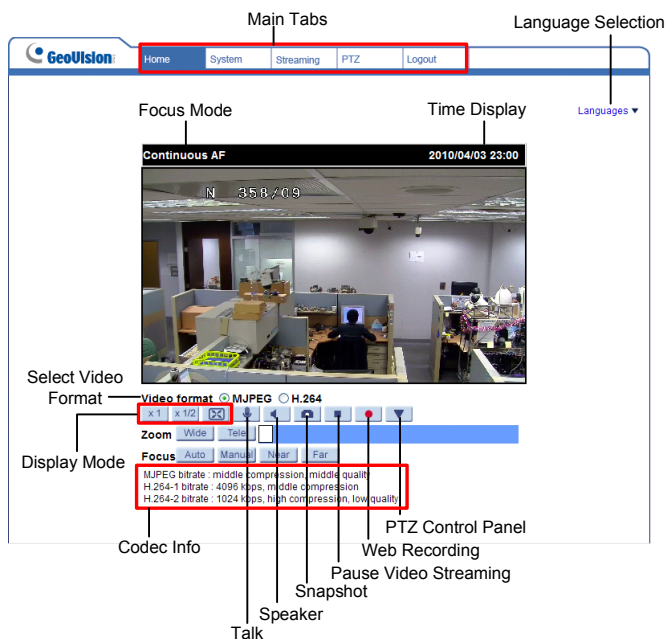 Main Tabs
Language Selection
GeoVision
Home System Streaming PTZ Logout
Languages ▼
Focus Mode
Time Display
Continuous AF 2010/04/03 23:00
N 358/09
Select Video
Format
Video format MJPEG H.264
x 1 x 1/2
Zoom Wide Tele
Display Mode
Focus Auto Manual Near Far
MJPEG bitrate : middle compression, middle quality
H.264-1 bitrate : 4096 kbps, middle compression
H.264-2 bitrate : 1024 kbps, high compression, low quality
PTZ Control Panel
Codec Info
Web Recording
Pause Video Streaming
Snapshot
Speaker
Talk